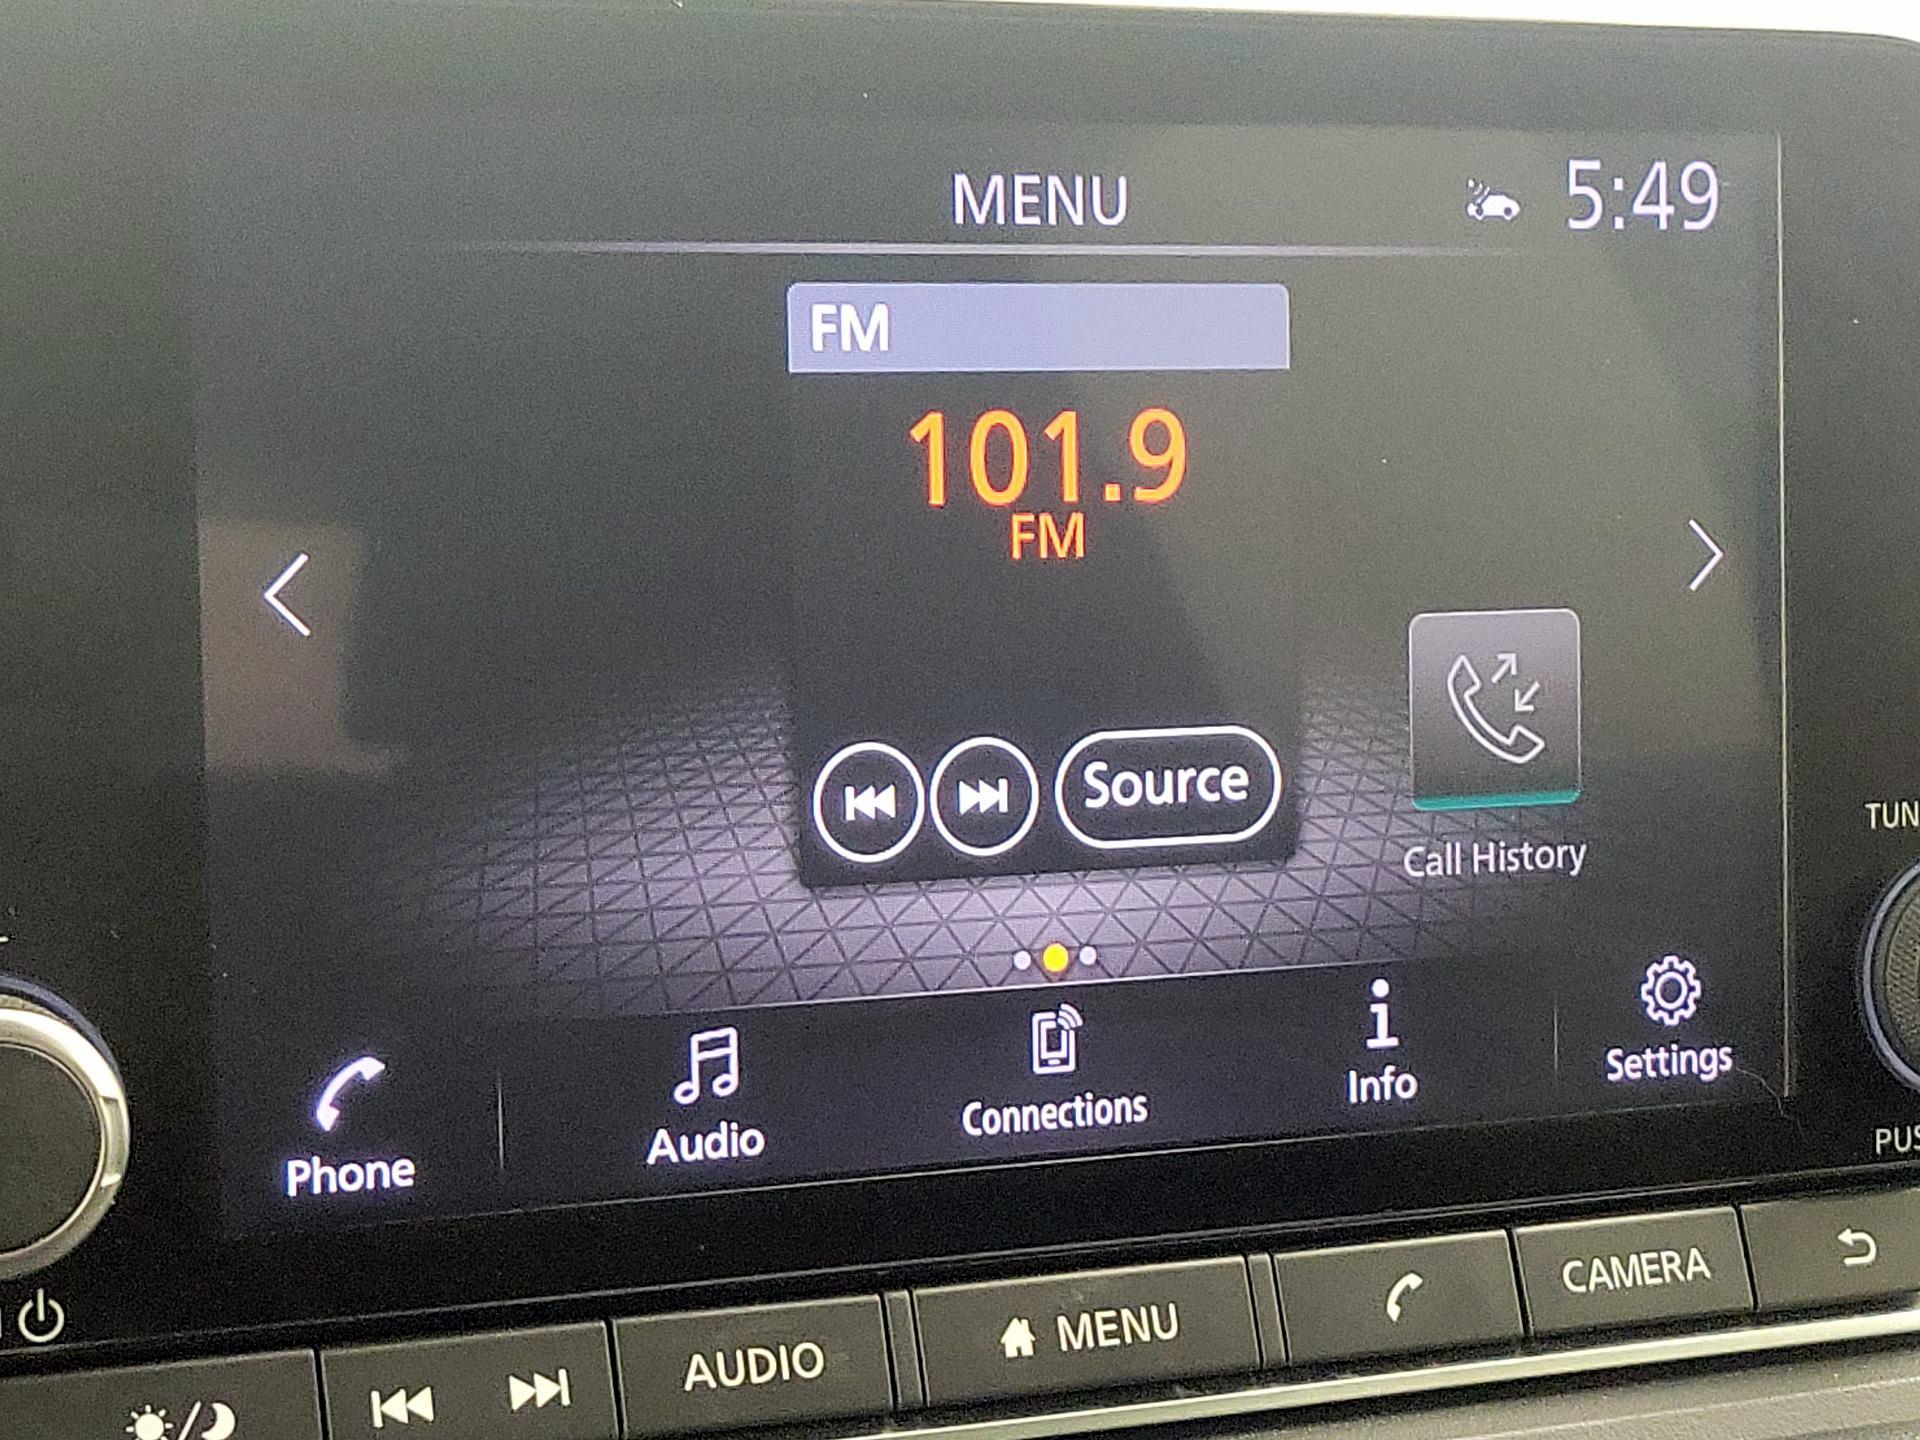 MENU
5:49
FM
101.9
FM
Source
Call History
Phone
Audio
Connections
Info
Settings
AUDIO
MENU
CAMERA